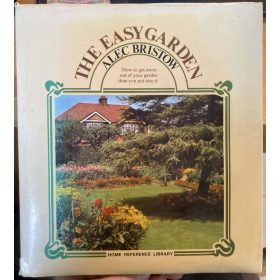 THE EASY GARDEN
ALEC BRISTOW
How to get more
out of your garden
than you put into it
HOME REFERENCE LIBRARY